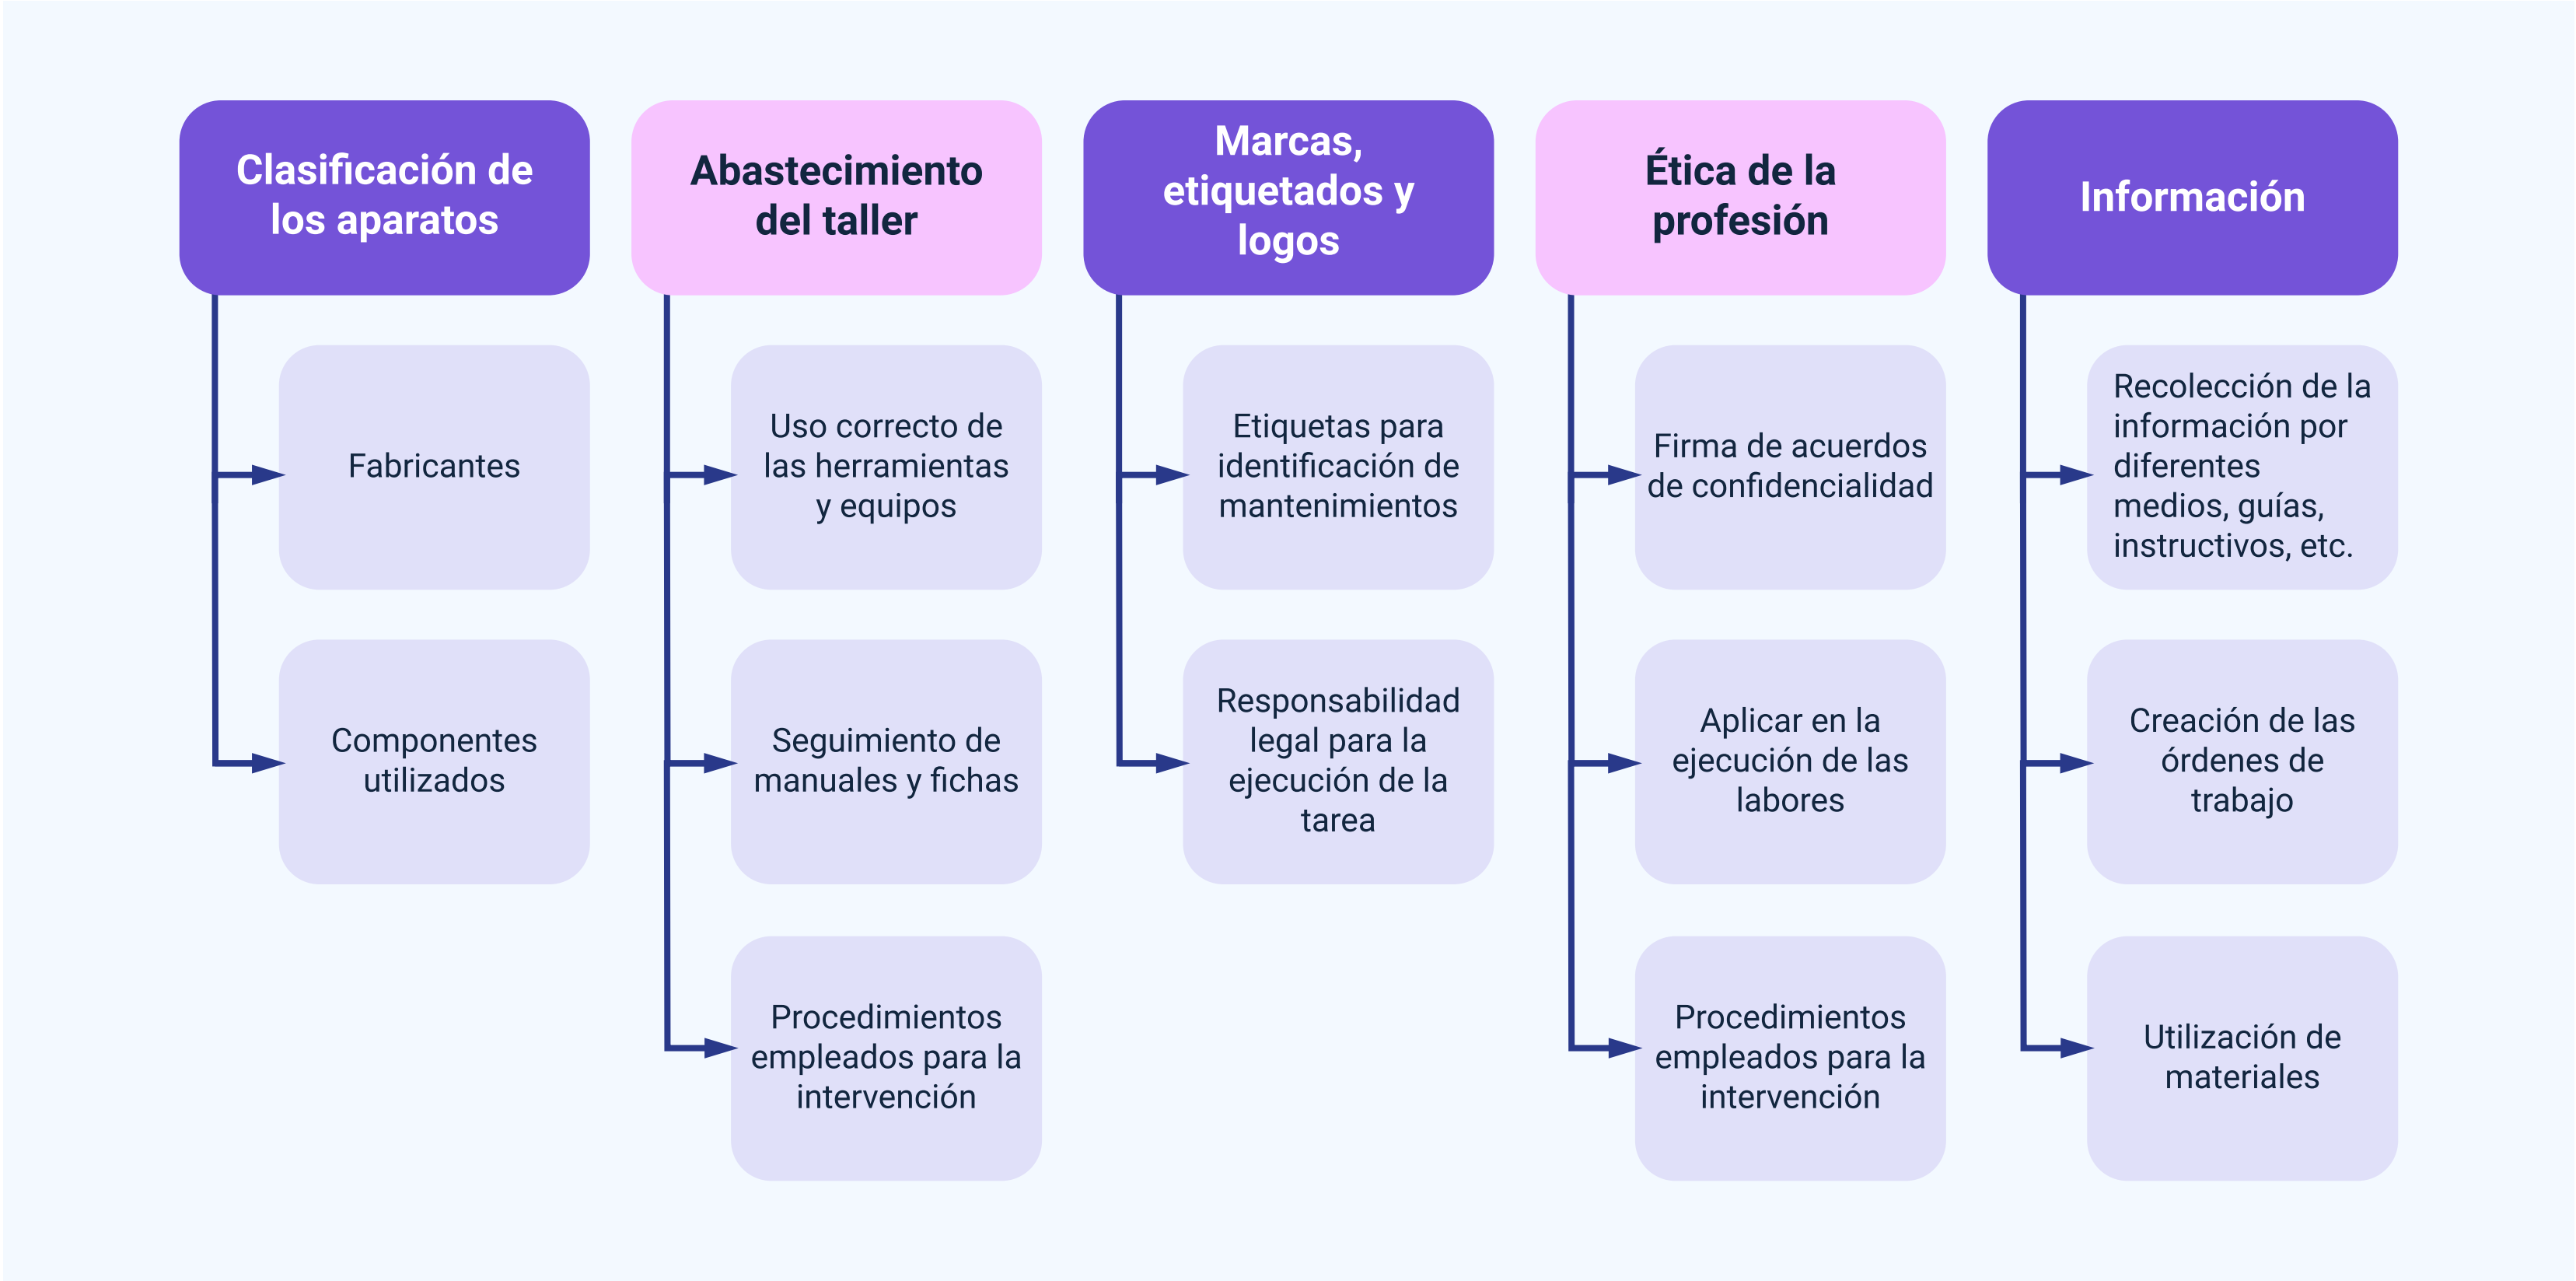 Clasificación de
los aparatos
Fabricantes
Componentes
utilizados
Abastecimiento
del taller
Uso correcto de
las herramientas
y equipos
Seguimiento de
manuales y fichas
Procedimientos
empleados para la
intervención
Marcas,
etiquetados y
logos
Etiquetas para
identificación de
mantenimientos
Responsabilidad
legal para la
ejecución de la
tarea
Ética de la
profesión
Firma de acuerdos
de confidencialidad
Aplicar en la
ejecución de las
labores
Procedimientos
empleados para la
intervención
Información
Recolección de la
información por
diferentes
medios, guías,
instructivos, etc.
Creación de las
órdenes de
trabajo
Utilización de
materiales